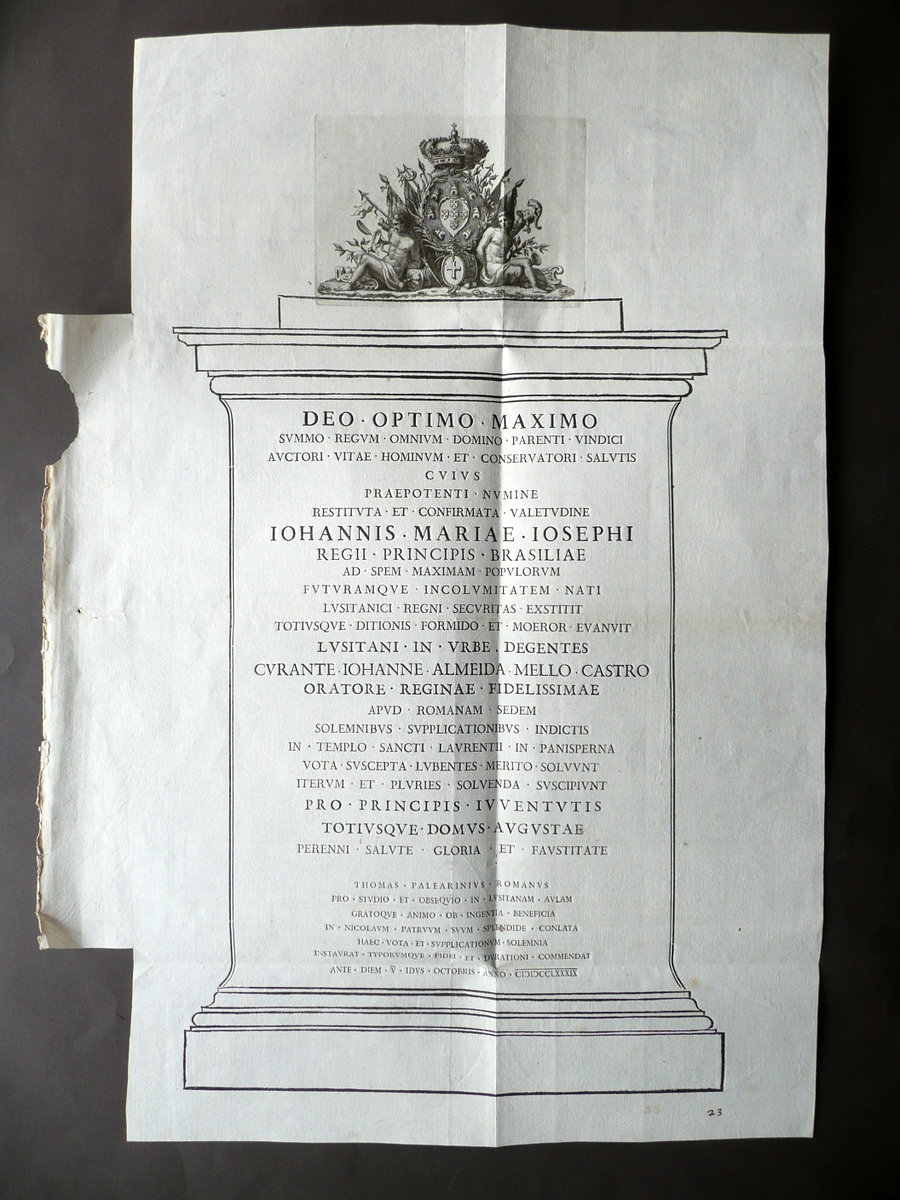 DEO · OPTIMO · MAXIMO
SVMMO · REGVM · OMNIVM · DOMINO · PARENTI · VINDICI
AVCTORI · VITAE · HOMINVM · ET · CONSERVATORI · SALVTIS
CVIVS
PRAEPOTENTI · NVMINE
RESTITVTA · ET · CONFIRMATA · VALETVDINE
IOHANNIS · MARIAE · IOSEPHI
REGII · PRINCIPIS · BRASILIAE
AD · SPEM · MAXIMAM · POPVLORVM
FVTVRAMQVE · INCOLVMITATEM · NATI
LVSITANICI · REGNI · SECVRITAS · EXSTITIT
TOTIVSQVE · DITIONIS · FORMIDO · ET · MOEROR · EVANVIT
LVSITANI · IN · VRBE . DEGENTES
CVRANTE · IOHANNE · ALMEIDA · MELLO · CASTRO
ORATORE · REGINAE · FIDELISSIMAE
APVD · ROMANAM · SEDEM
SOLEMNIBVS · SVPPLICATIONIBVS · INDICTIS
IN · TEMPLO · SANCTI · LAVRENTII · IN · PANISPERNA
VOTA · SVSCEPTA · LVBENTES · MERITO · SOLVVNT
ITERVM · ET · PLVRIES · SOLVENDA · SVSCIPIVNT
PRO · PRINCIPIS · IVVENTVTIS
TOTIVSQVE · DOMVS · AVGVSTAE
PERENNI · SALVTE · GLORIA · ET · FAVSTITATE
THOMAS · PALEARINIVS · ROMANVS
PRO · STVDIO · ET · OBSEQVIO · IN · LVSITANAM · AVLAM
GRATOQVE · ANIMO · OB · INGENTIA · BENEFICIA
IN · NICOLAVM · PATRVVM · SVVM · SPLENDIDE · CONLATA
HAEC · VOTA · ET · SVPPLICATIONVM · SOLEMNIA
INSTAVRAT · TYPORVMQVE · FIDEI · ET · DVRATIONI · COMMENDAT
ANTE · DIEM · V · IDVS · OCTOBRIS · ANNO · CIƆIƆCCLXXXIX
23